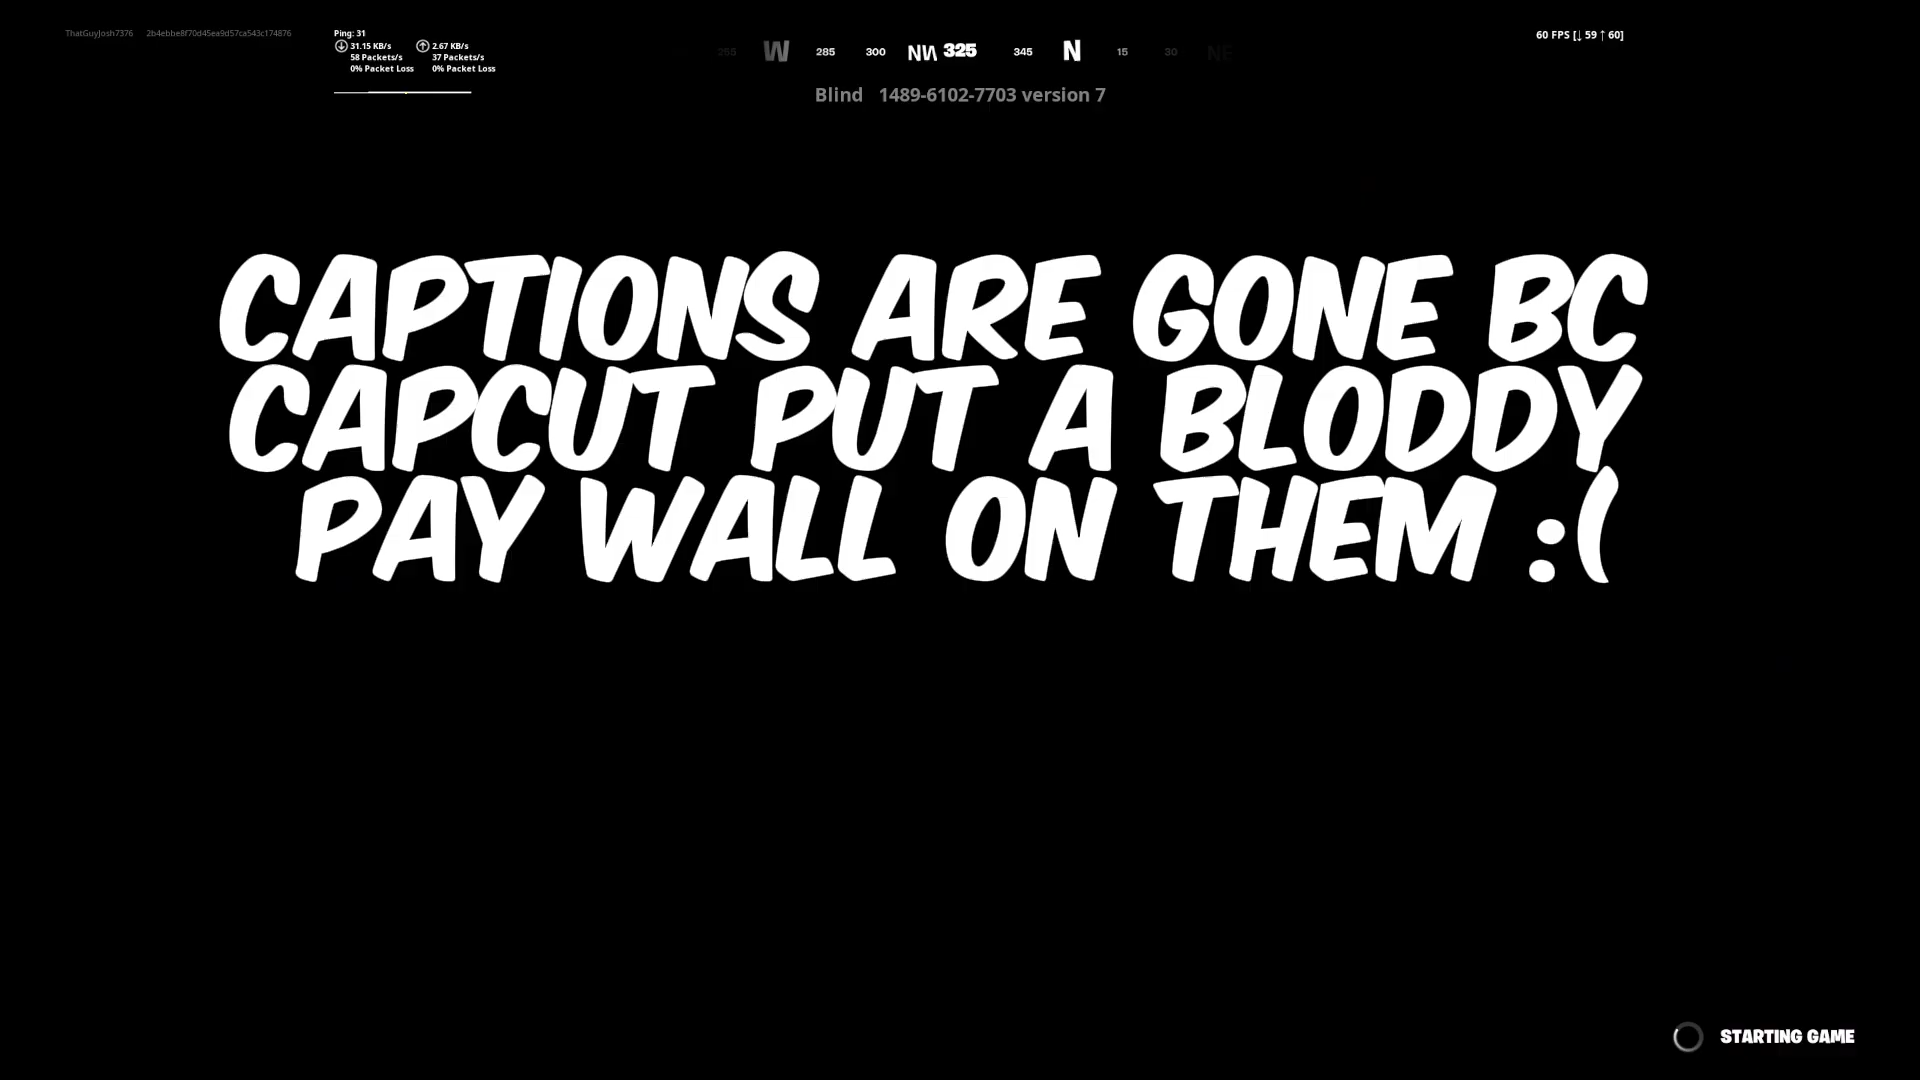 ThatGuyJosh7376 2b4ebbe8f70d45ea9d57ca543c174876
Ping: 31
31.15 KB/s 2.67 KB/s
58 Packets/s 37 Packets/s
0% Packet Loss 0% Packet Loss
255 W 285 300 NW 325 345 N 15 30 NE
60 FPS [↓ 59 ↑ 60]
Blind 1489-6102-7703 version 7
CAPTIONS ARE GONE BC
CAPCUT PUT A BLODDY
PAY WALL ON THEM :(
STARTING GAME